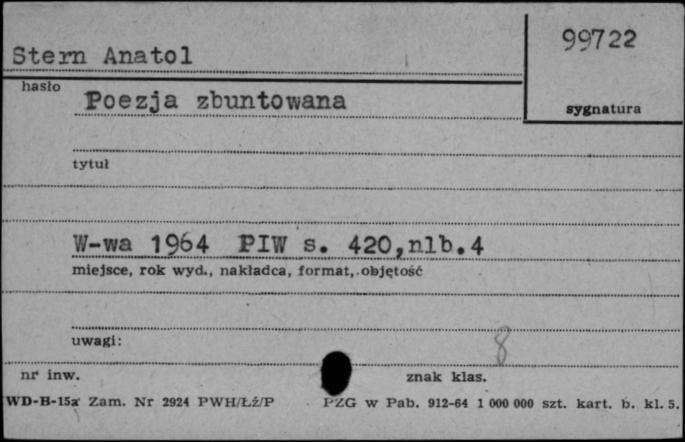 99722
Stern Anatol
hasło
Poezja zbuntowana
sygnatura
tytuł
W-wa 1964 PIW s. 420,nlb.4
miejsce, rok wyd., nakładca, format, objętość
uwagi:
8
nr inw.
znak klas.
WD-H-15a Zam. Nr 2924 PWH/Łź/P PZG w Pab. 912-64 1 000 000 szt. kart. b. kl. 5.